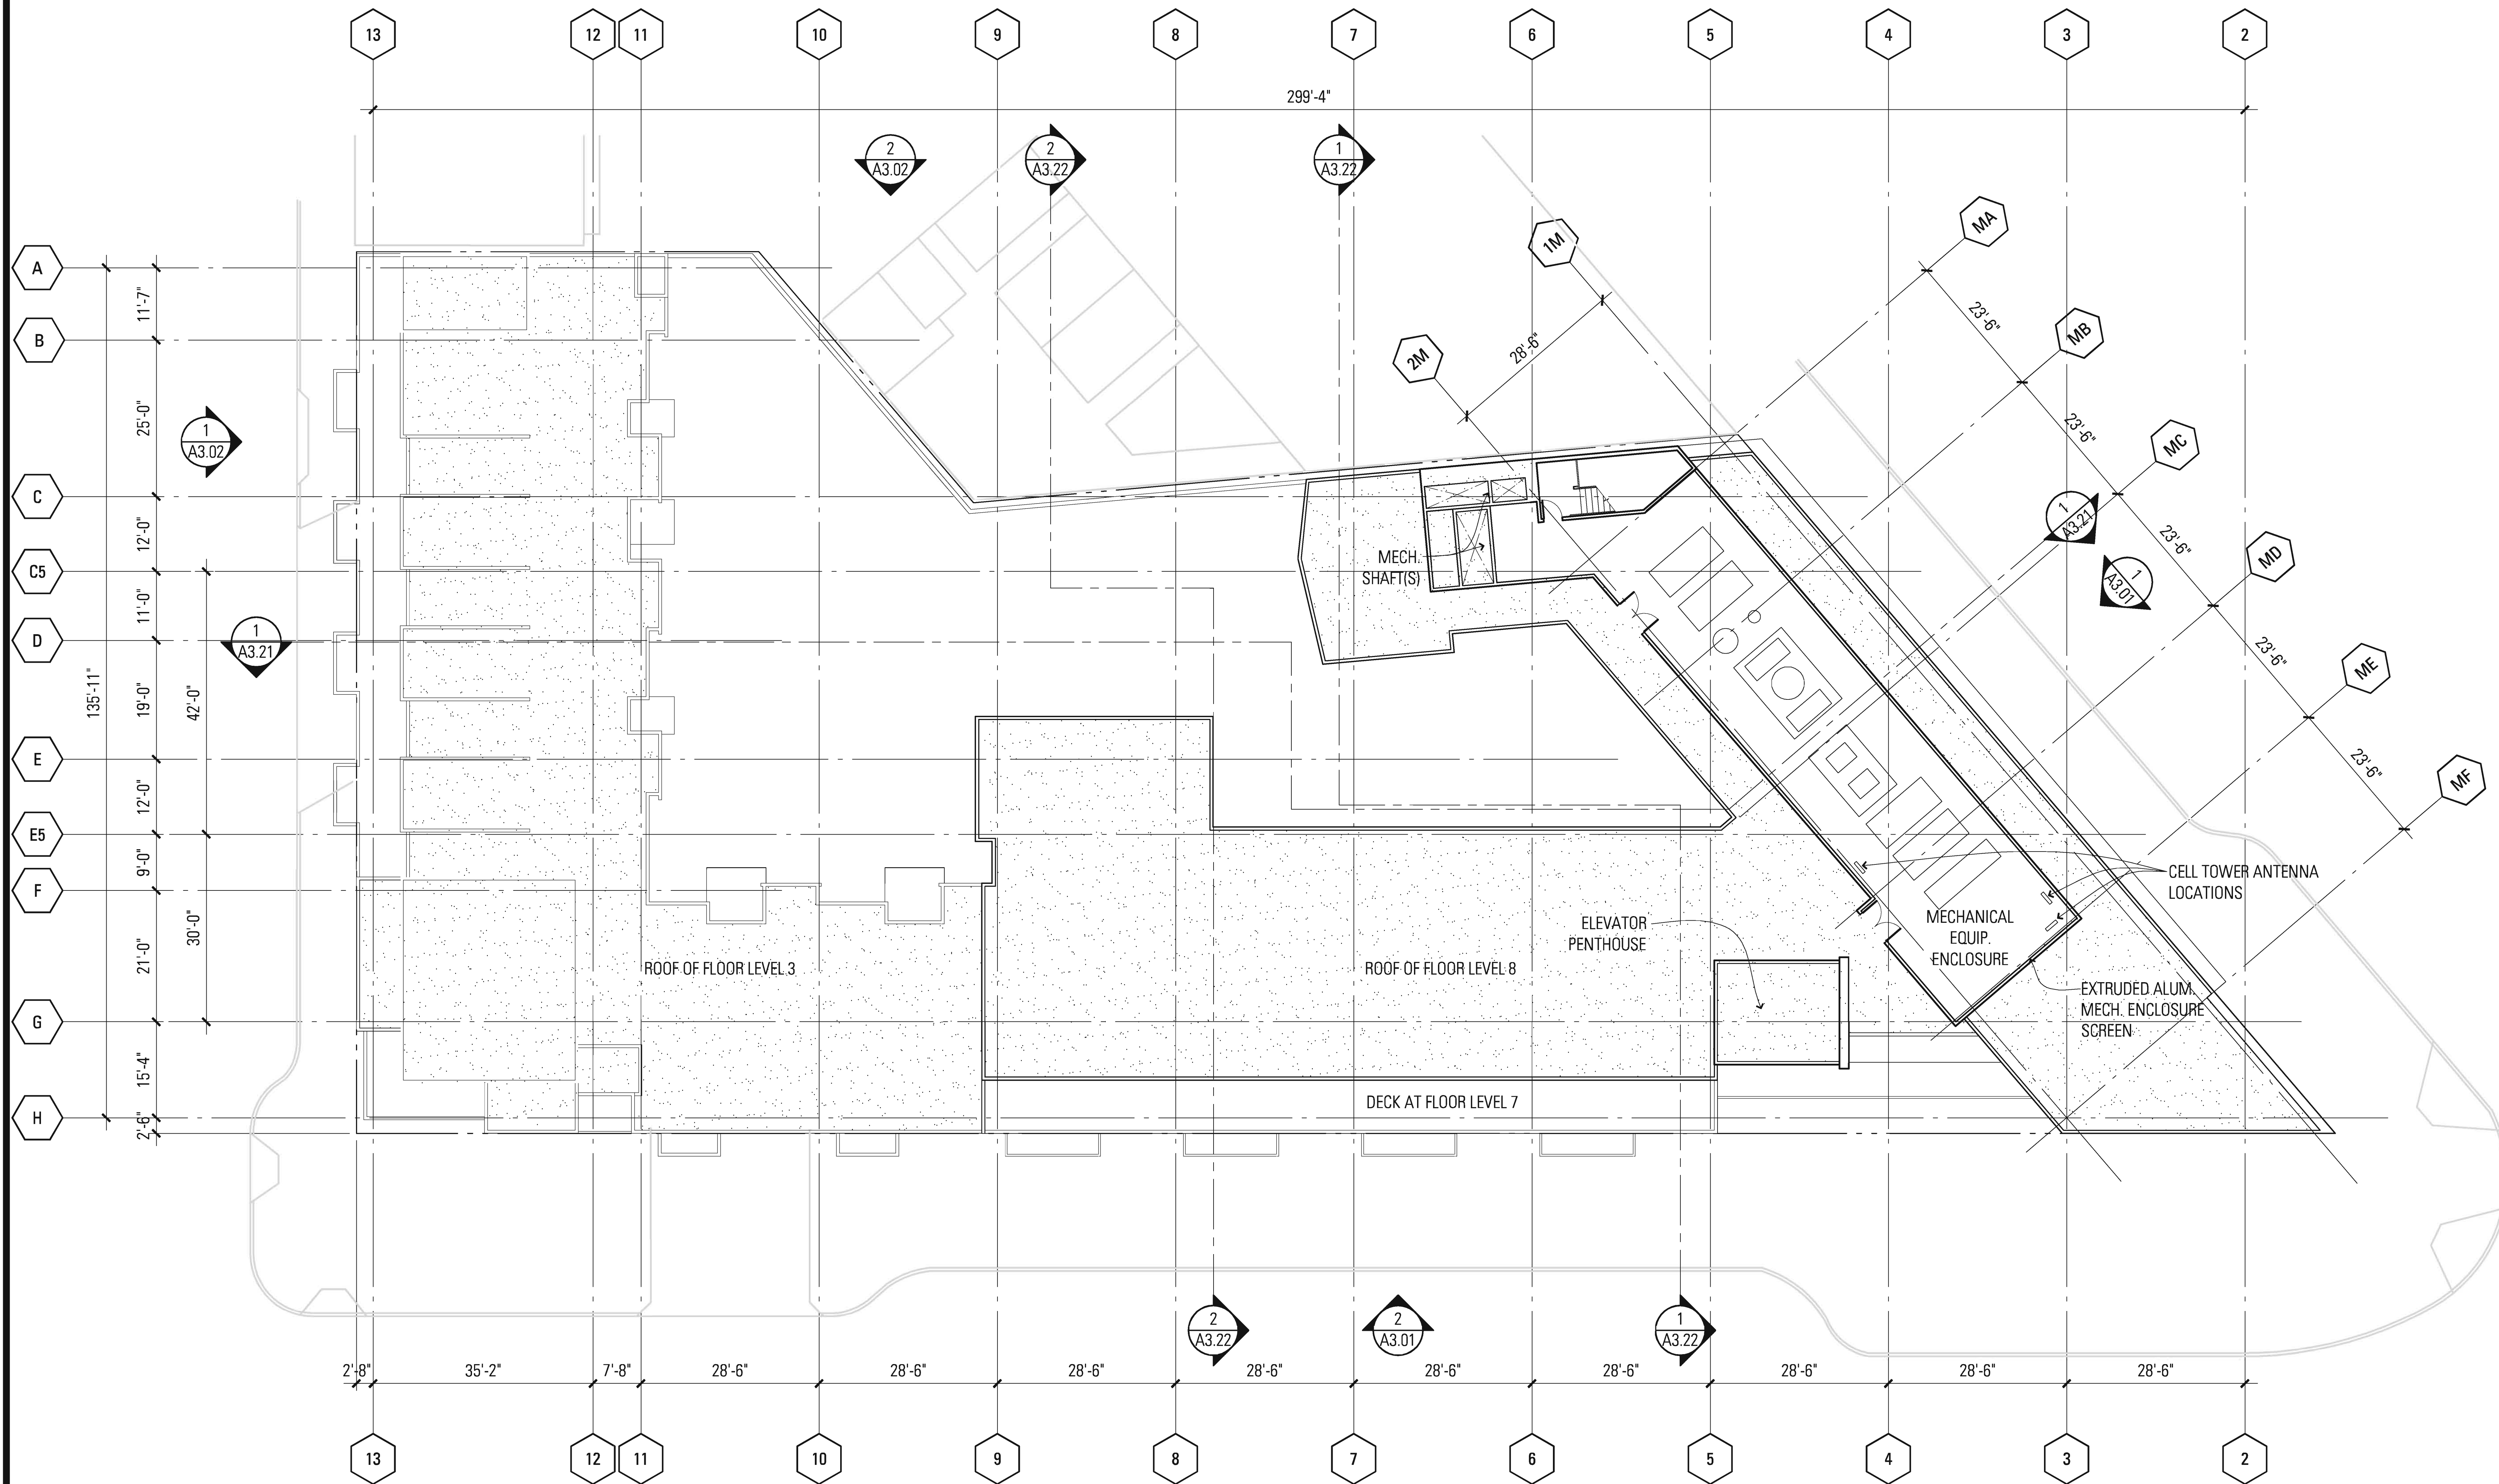 13
12
11
10
9
8
7
6
5
4
3
2
299'-4"
2
A3.02
2
A3.22
1
A3.22
1M
2M
28'-6"
MA
23'-6"
MB
23'-6"
MC
23'-6"
MD
23'-6"
ME
23'-6"
MF
A
11'-7"
B
25'-0"
1
A3.02
C
12'-0"
C5
11'-0"
D
1
A3.21
135'-11"
19'-0"
42'-0"
E
12'-0"
E5
9'-0"
F
30'-0"
21'-0"
G
15'-4"
H
2'-6"
1
A3.21
1
A3.01
MECH.
SHAFT(S)
CELL TOWER ANTENNA
LOCATIONS
ELEVATOR
PENTHOUSE
MECHANICAL
EQUIP.
ENCLOSURE
EXTRUDED ALUM.
MECH. ENCLOSURE
SCREEN
ROOF OF FLOOR LEVEL 3
ROOF OF FLOOR LEVEL 8
DECK AT FLOOR LEVEL 7
2
A3.22
2
A3.01
1
A3.22
2'-8"
35'-2"
7'-8"
28'-6"
28'-6"
28'-6"
28'-6"
28'-6"
28'-6"
28'-6"
28'-6"
28'-6"
13
12
11
10
9
8
7
6
5
4
3
2